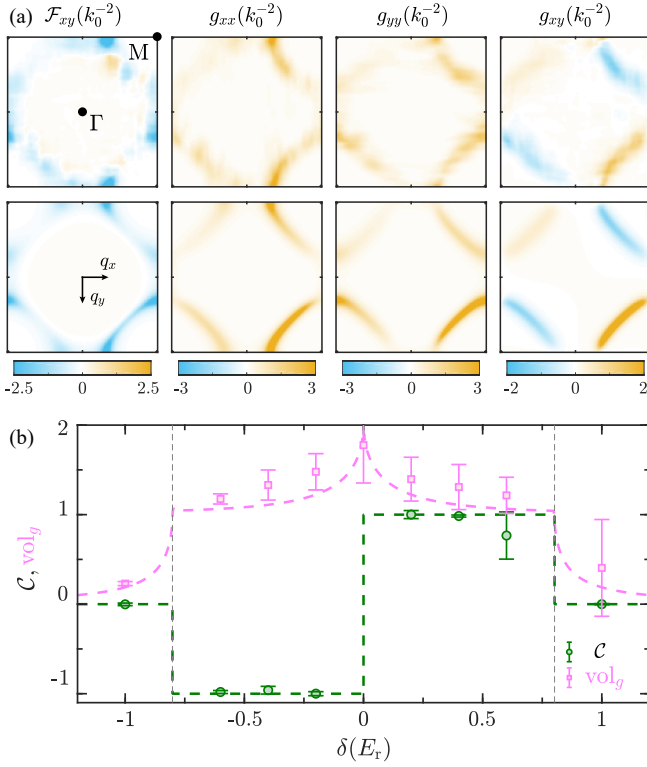 (a) 𝓕xy(k0^-2) gxx(k0^-2) gyy(k0^-2) gxy(k0^-2)
M
Γ
qx
qy
-2.5 0 2.5 -3 0 3 -3 0 3 -2 0 2
(b)
2
1
0
-1
𝒞, volg
𝒞
volg
-1 -0.5 0 0.5 1
δ(Er)